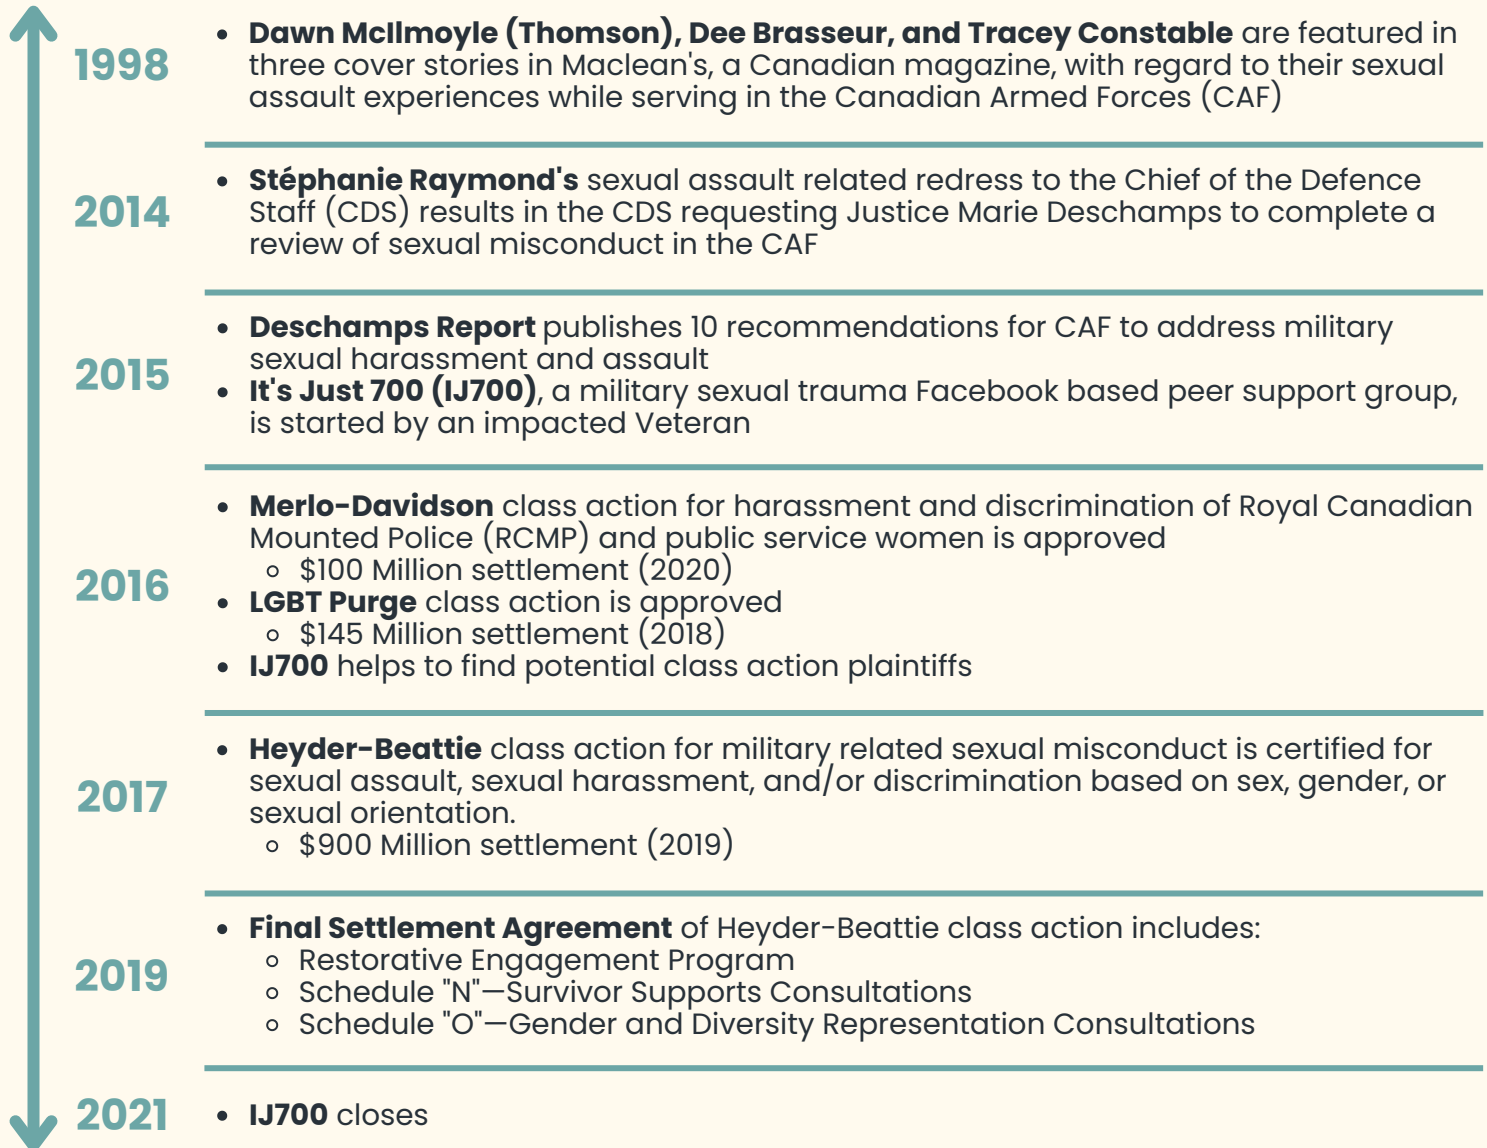 1998
• Dawn McIlmoyle (Thomson), Dee Brasseur, and Tracey Constable are featured in
three cover stories in Maclean's, a Canadian magazine, with regard to their sexual
assault experiences while serving in the Canadian Armed Forces (CAF)
2014
• Stéphanie Raymond's sexual assault related redress to the Chief of the Defence
Staff (CDS) results in the CDS requesting Justice Marie Deschamps to complete a
review of sexual misconduct in the CAF
2015
• Deschamps Report publishes 10 recommendations for CAF to address military
sexual harassment and assault
• It's Just 700 (IJ700), a military sexual trauma Facebook based peer support group,
is started by an impacted Veteran
2016
• Merlo-Davidson class action for harassment and discrimination of Royal Canadian
Mounted Police (RCMP) and public service women is approved
◦ $100 Million settlement (2020)
• LGBT Purge class action is approved
◦ $145 Million settlement (2018)
• IJ700 helps to find potential class action plaintiffs
2017
• Heyder-Beattie class action for military related sexual misconduct is certified for
sexual assault, sexual harassment, and/or discrimination based on sex, gender, or
sexual orientation.
◦ $900 Million settlement (2019)
2019
• Final Settlement Agreement of Heyder-Beattie class action includes:
◦ Restorative Engagement Program
◦ Schedule "N"—Survivor Supports Consultations
◦ Schedule "O"—Gender and Diversity Representation Consultations
2021
• IJ700 closes